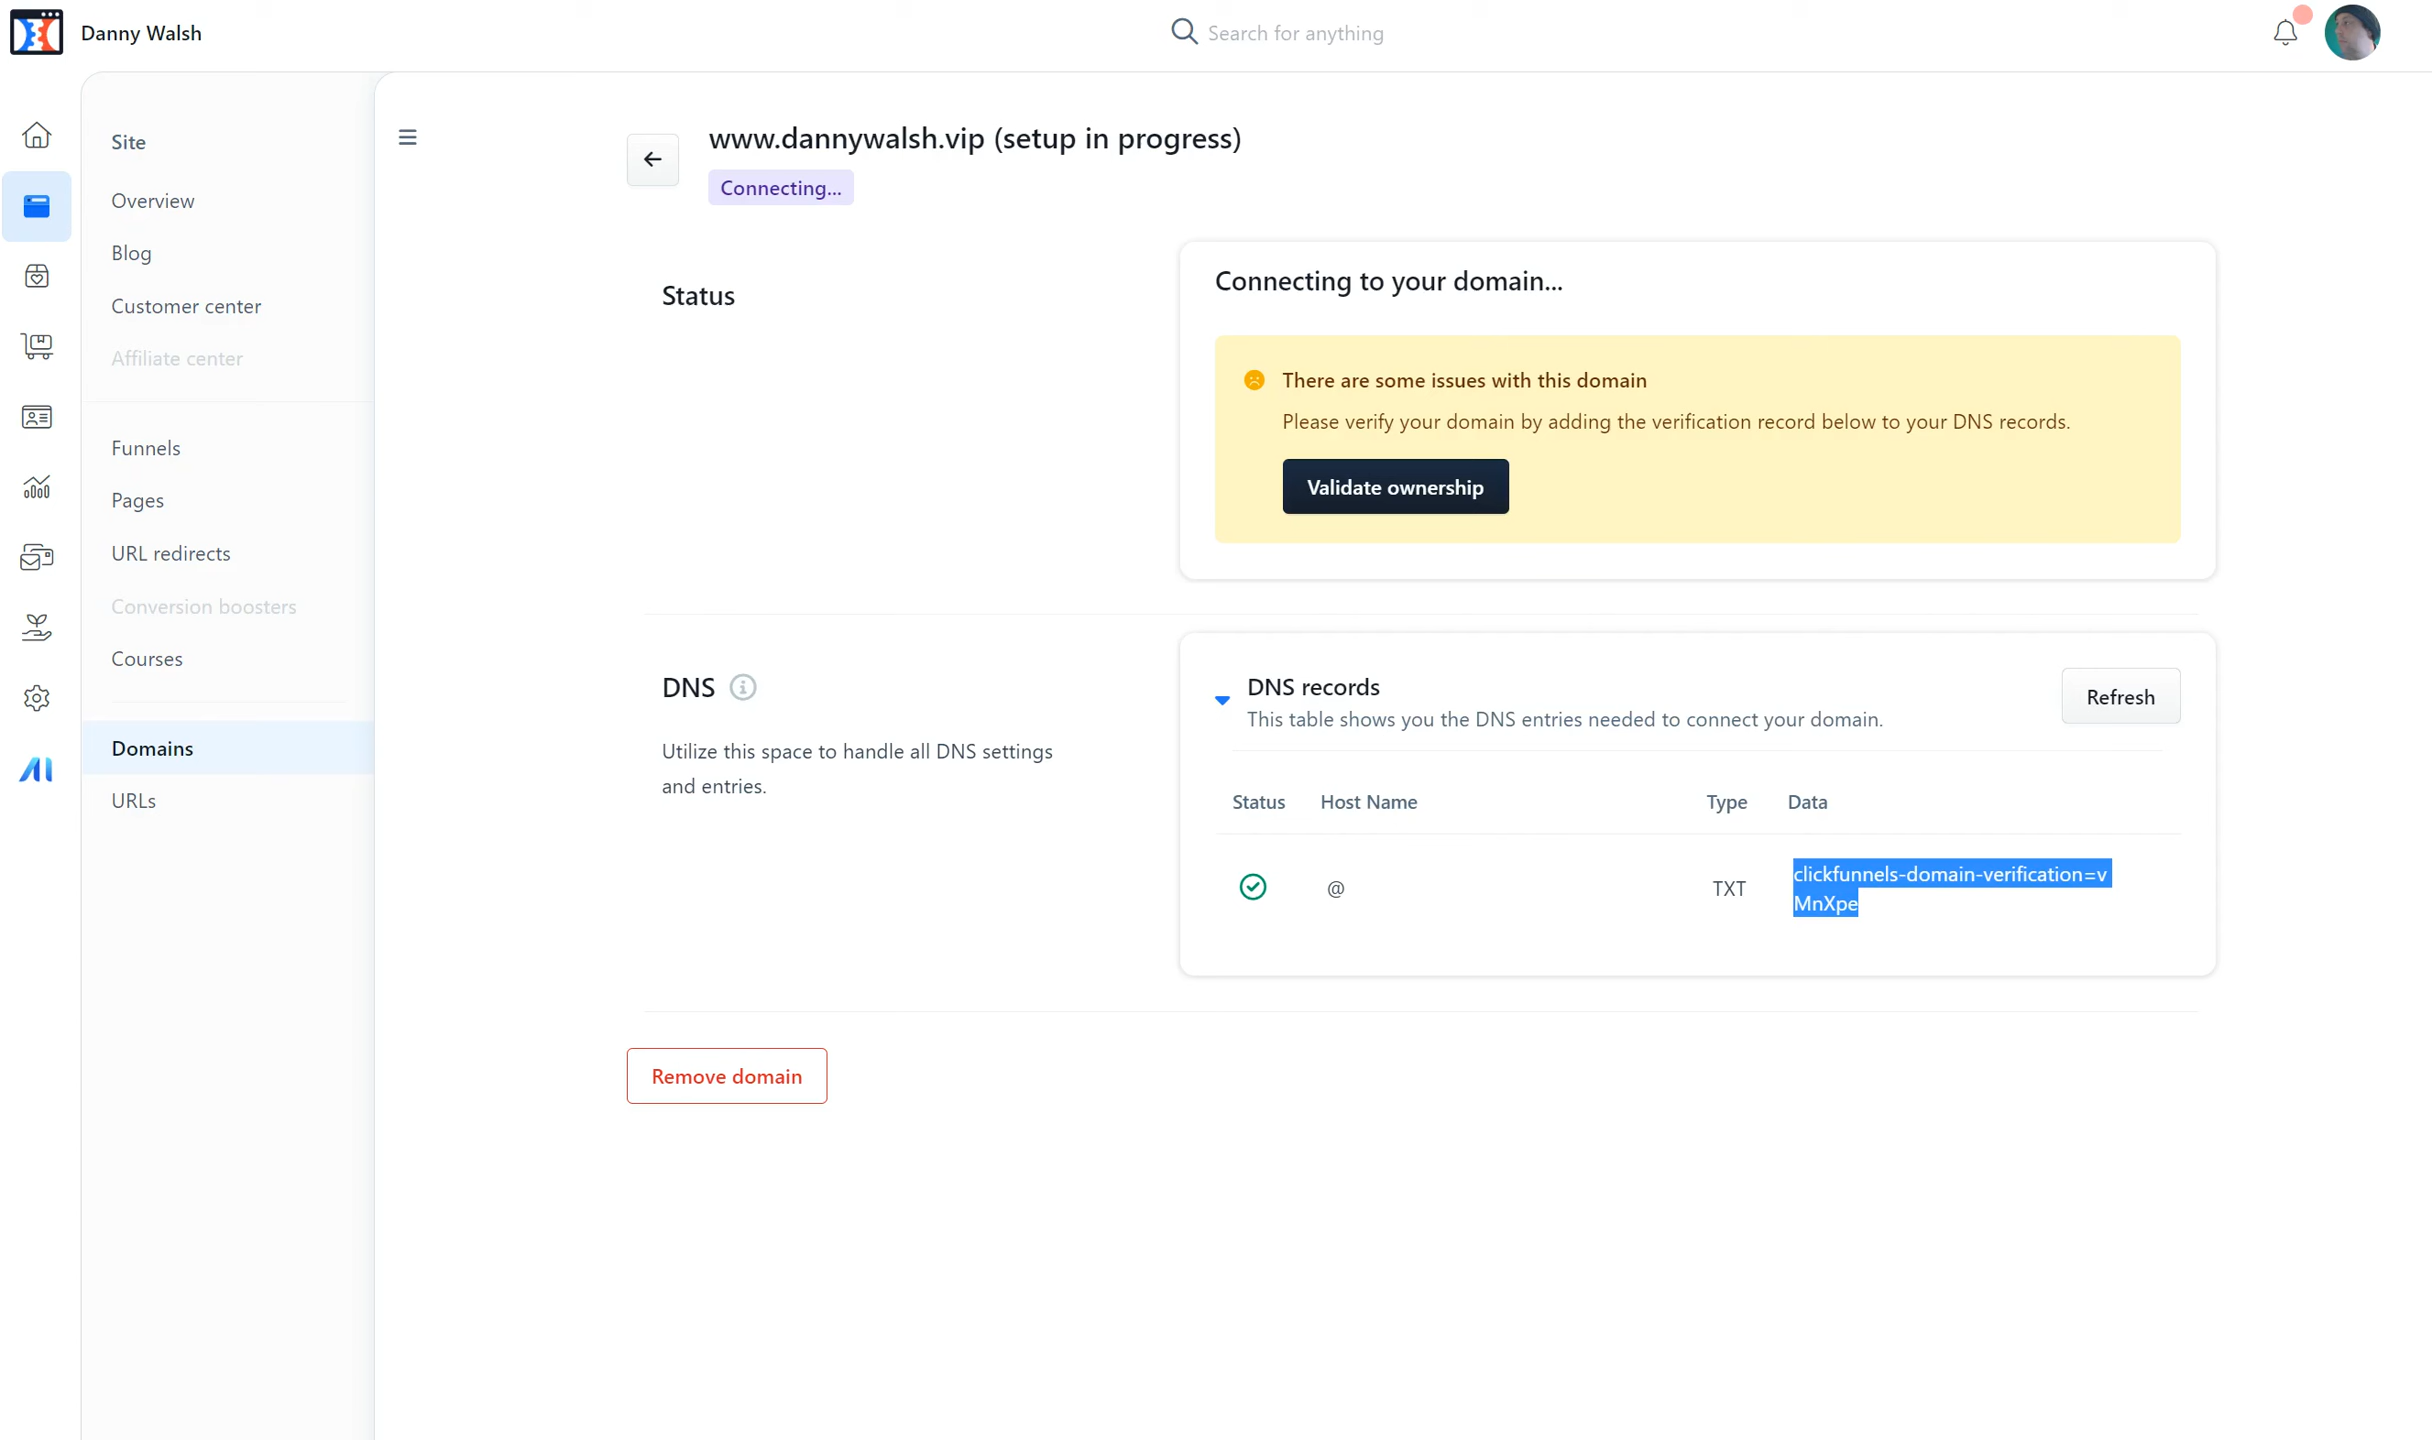 Danny Walsh
Search for anything
Site
Overview
Blog
Customer center
Affiliate center
Funnels
Pages
URL redirects
Conversion boosters
Courses
Domains
URLs
AI
www.dannywalsh.vip (setup in progress)
Connecting...
Status
Connecting to your domain...
There are some issues with this domain
Please verify your domain by adding the verification record below to your DNS records.
Validate ownership
DNS
Utilize this space to handle all DNS settings
and entries.
DNS records
This table shows you the DNS entries needed to connect your domain.
Refresh
Status Host Name Type Data
@ TXT clickfunnels-domain-verification=v
MnXpe
Remove domain